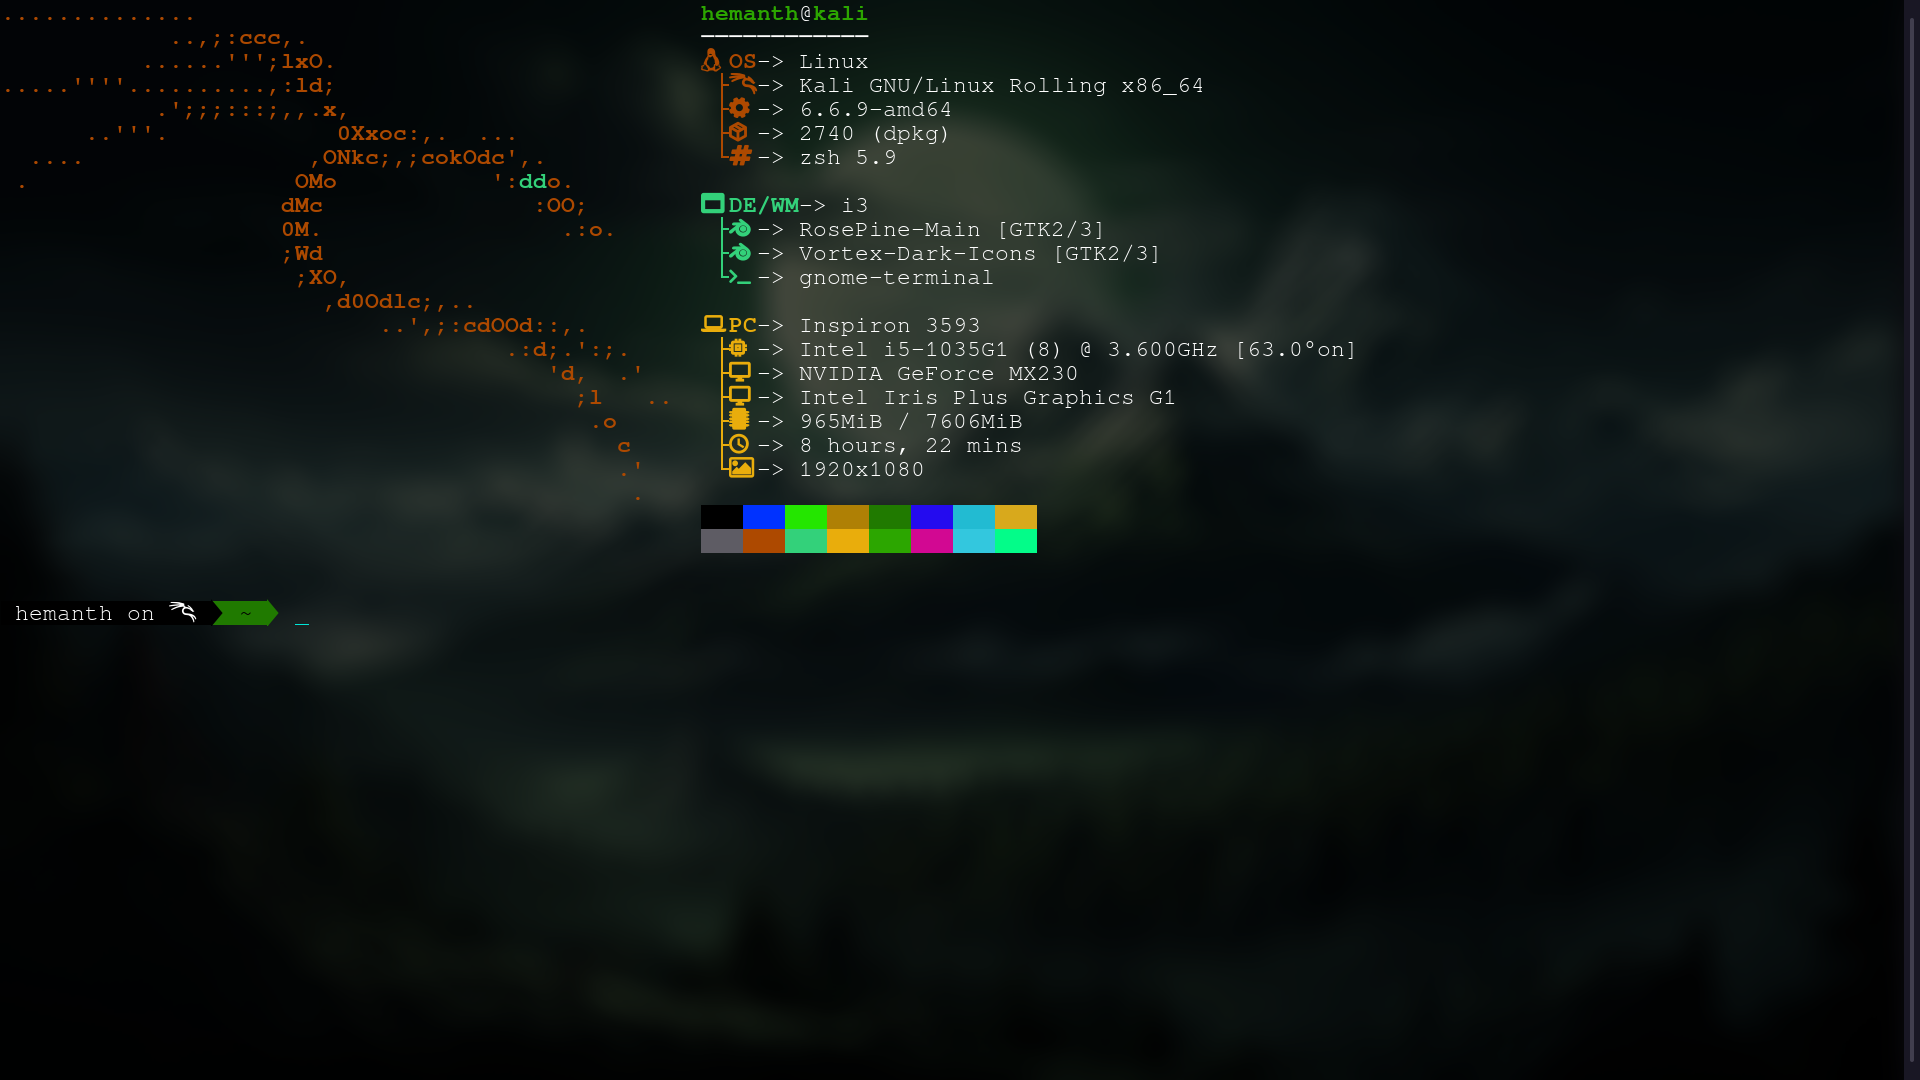 hemanth@kali
────────────
OS-> Linux
-> Kali GNU/Linux Rolling x86_64
-> 6.6.9-amd64
-> 2740 (dpkg)
-> zsh 5.9
DE/WM-> i3
-> RosePine-Main [GTK2/3]
-> Vortex-Dark-Icons [GTK2/3]
-> gnome-terminal
PC-> Inspiron 3593
-> Intel i5-1035G1 (8) @ 3.600GHz [63.0°on]
-> NVIDIA GeForce MX230
-> Intel Iris Plus Graphics G1
-> 965MiB / 7606MiB
-> 8 hours, 22 mins
-> 1920x1080
..............
..,;:ccc,.
......''';lxO.
.....''''..........,:ld;
.';;;:::;,,.x,
..'''. 0Xxoc:,. ...
.... ,ONkc;,;cokOdc',.
. OMo ':ddo.
dMc :OO;
0M. .:o.
;Wd
;XO,
,d0Odlc;,..
..',;:cdOOd::,.
.:d;.':;.
'd, .'
;l ..
.o
c
.'
.
hemanth on ~ _